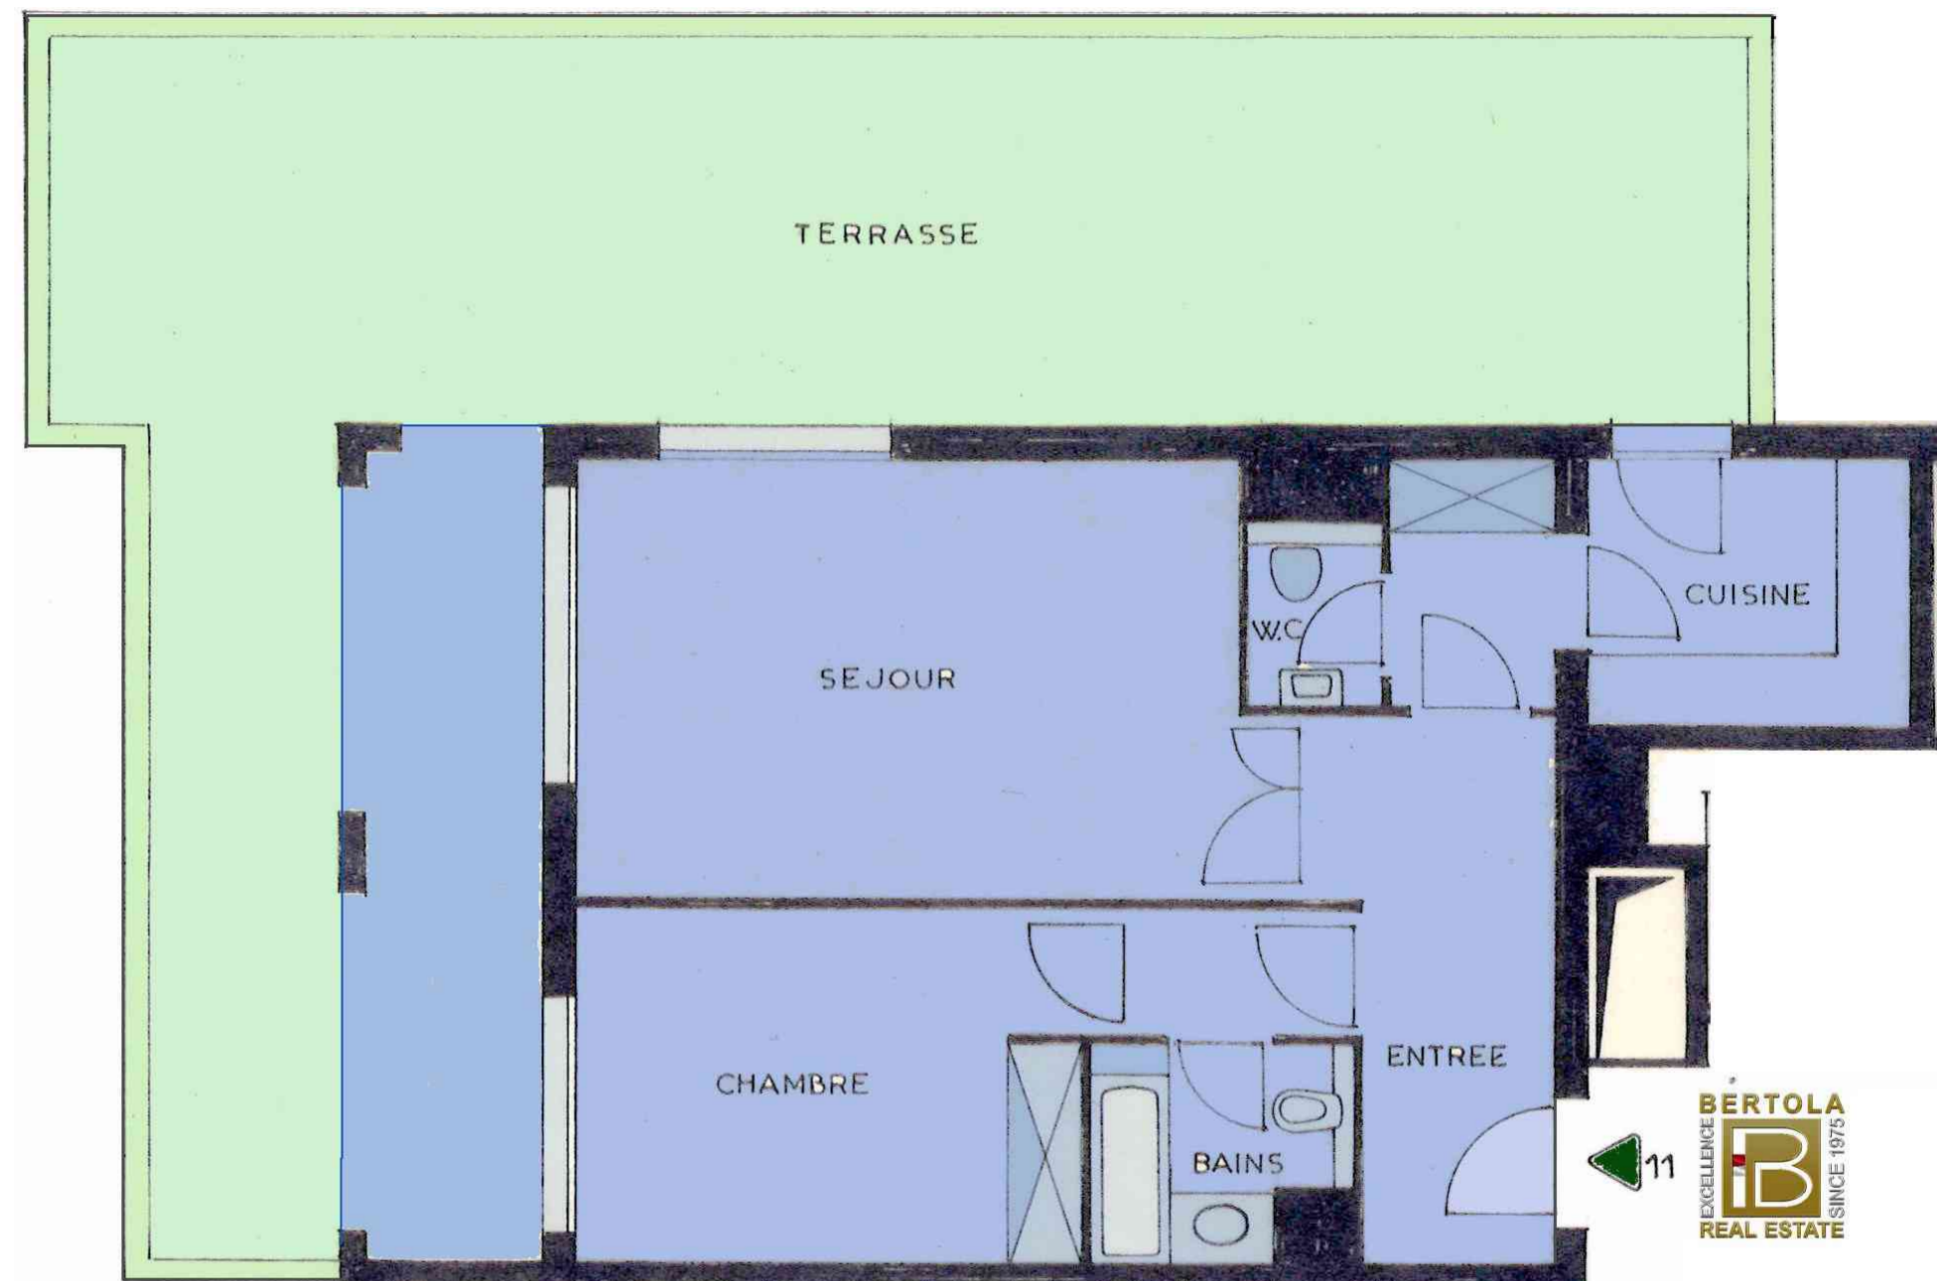 TERRASSE
CUISINE
W.C
SEJOUR
ENTREE
CHAMBRE
BAINS
11
BERTOLA
EXCELLENCE
B
SINCE 1975
REAL ESTATE